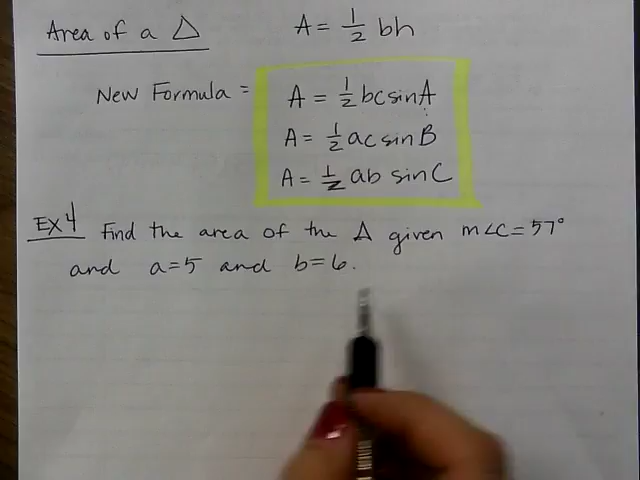 Area of a △ A = 1/2 bh
New Formula = A = 1/2 bc sin A
A = 1/2 ac sin B
A = 1/2 ab sin C
Ex 4 Find the area of the △ given m∠C = 57°
and a=5 and b=6.